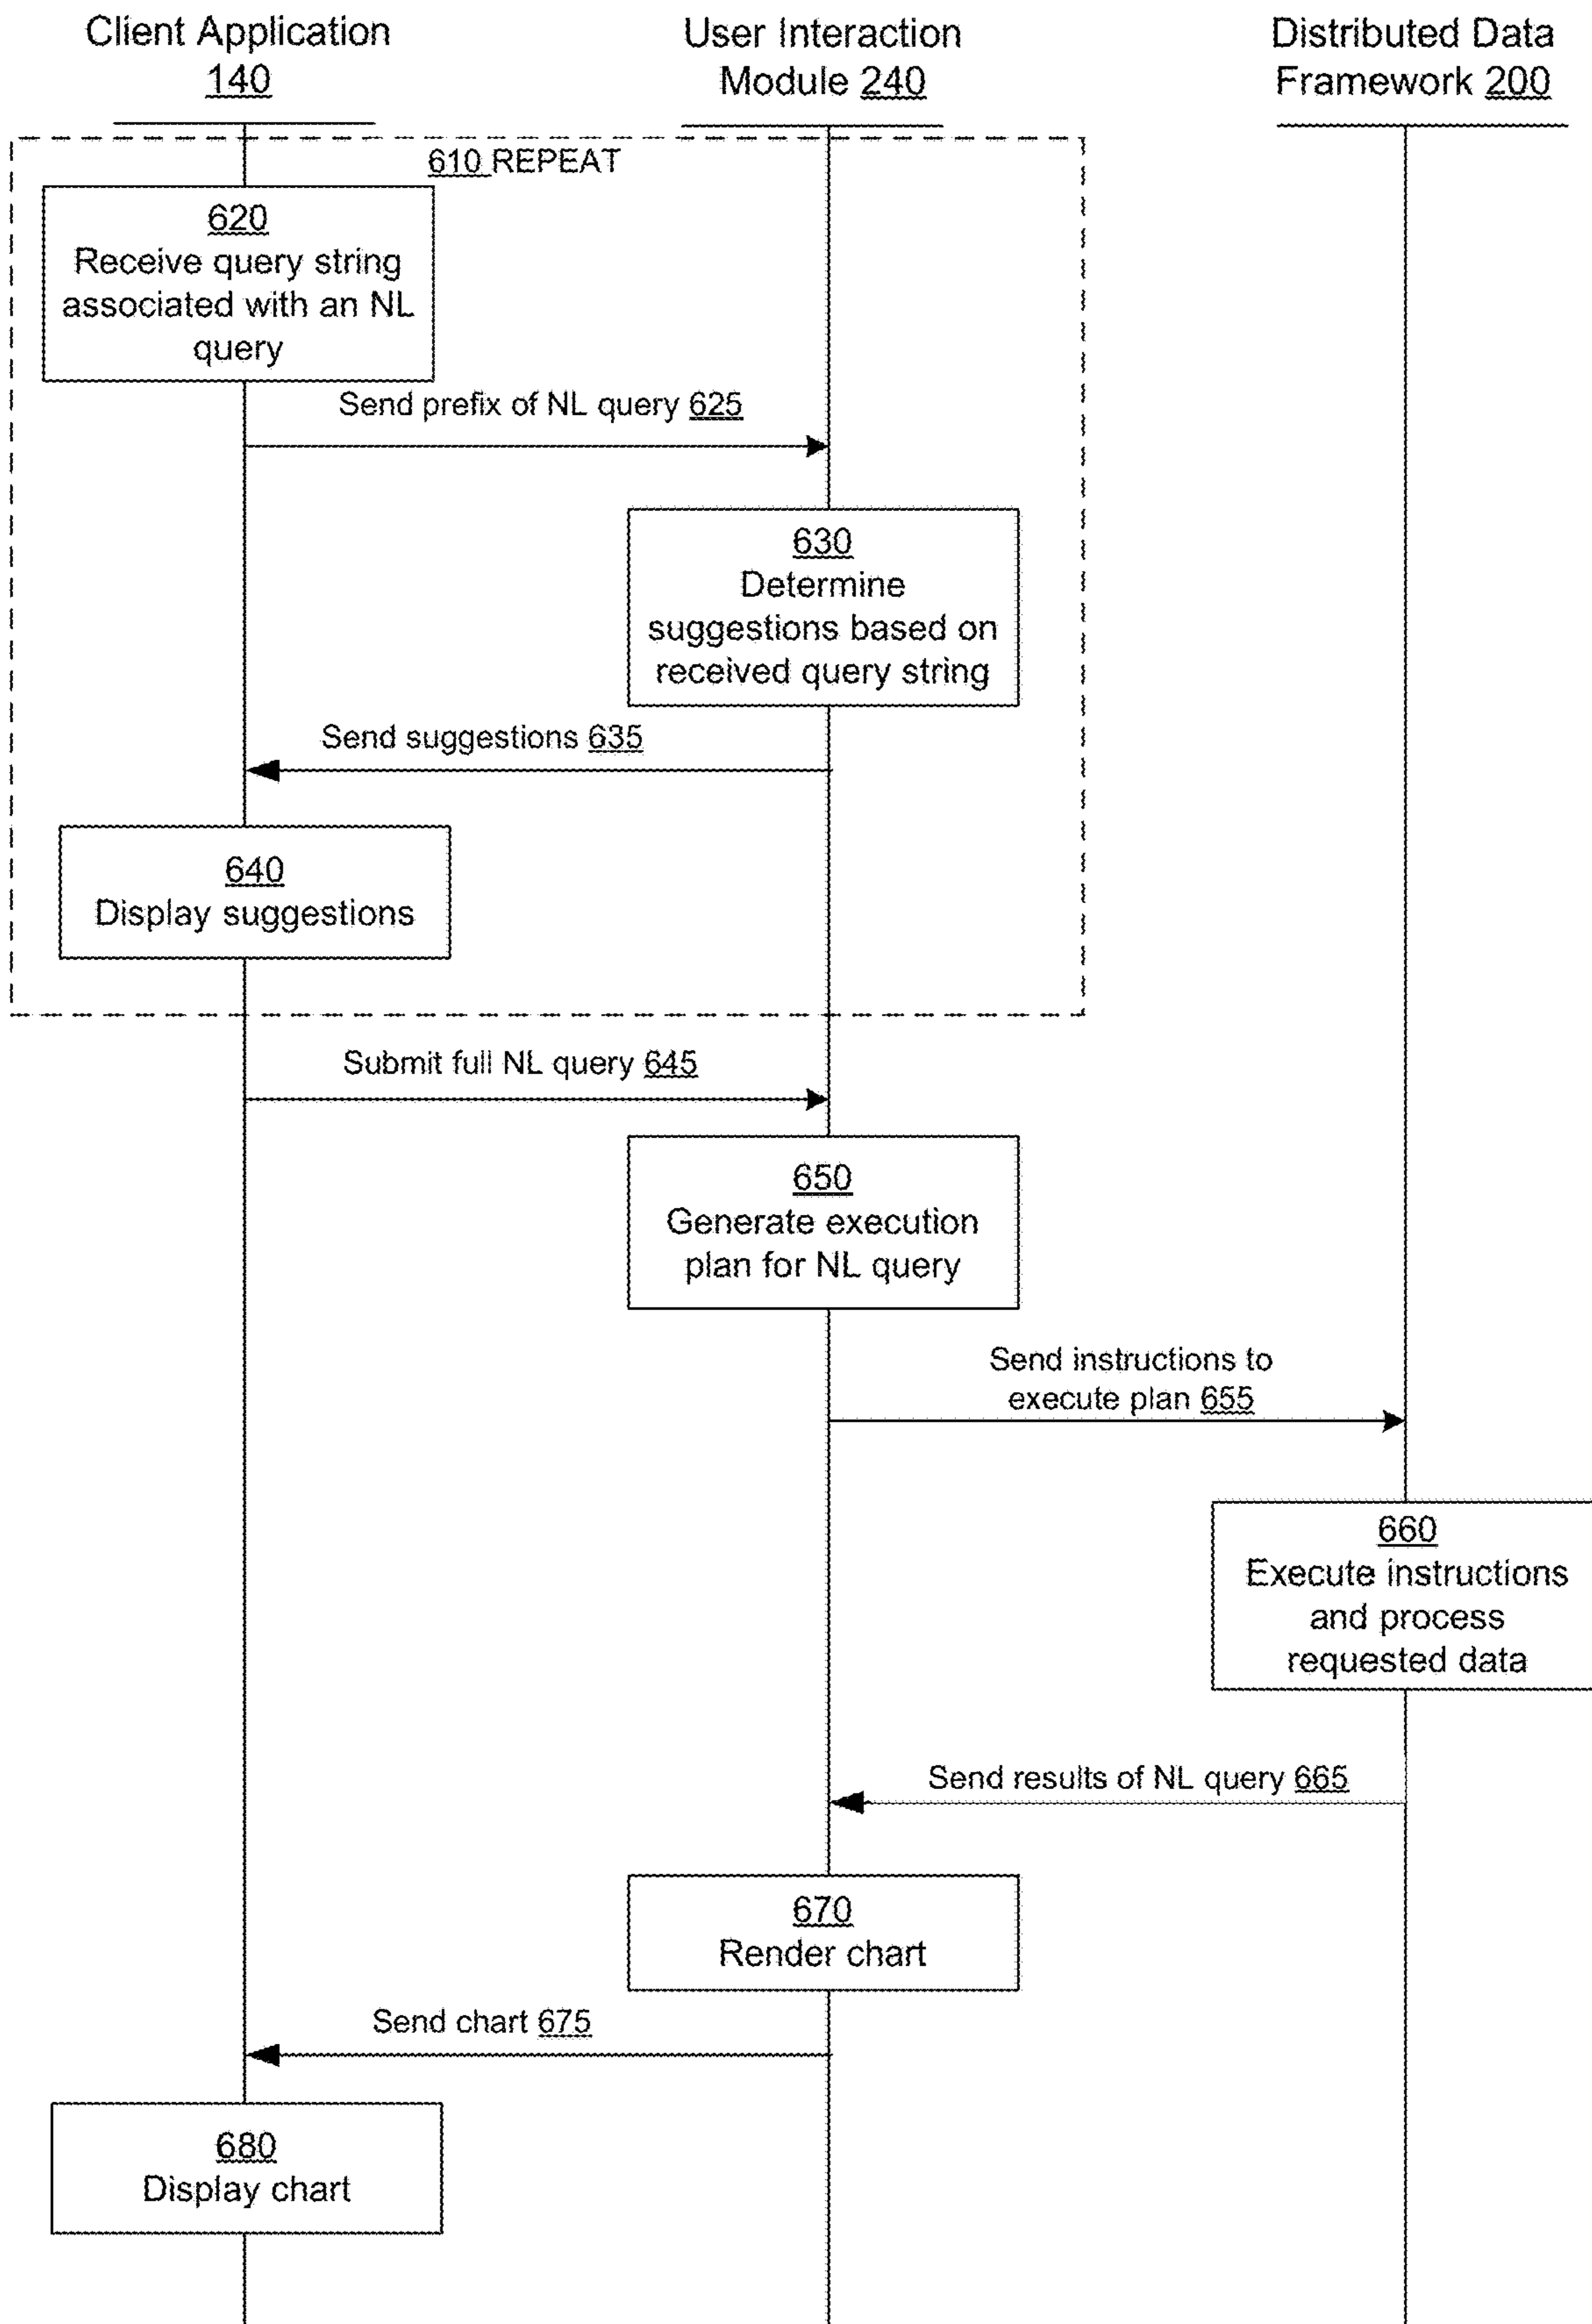 Client Application
140
User Interaction
Module 240
Distributed Data
Framework 200
610 REPEAT
620
Receive query string
associated with an NL
query
Send prefix of NL query 625
630
Determine
suggestions based on
received query string
Send suggestions 635
640
Display suggestions
Submit full NL query 645
650
Generate execution
plan for NL query
Send instructions to
execute plan 655
660
Execute instructions
and process
requested data
Send results of NL query 665
670
Render chart
Send chart 675
680
Display chart